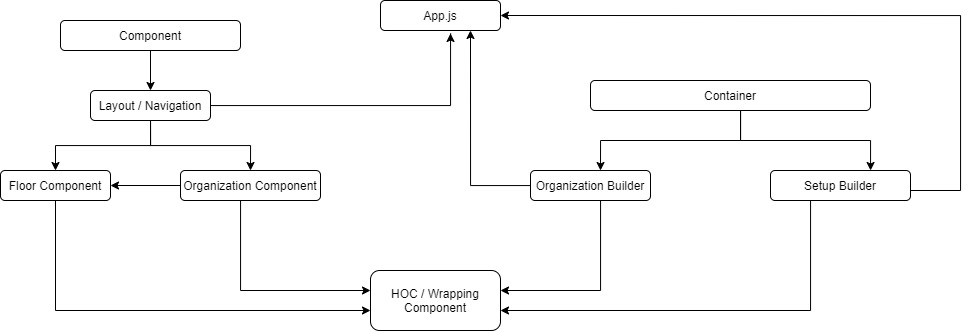 App.js
Component
Container
Layout / Navigation
Floor Component
Organization Component
Organization Builder
Setup Builder
HOC / Wrapping
Component